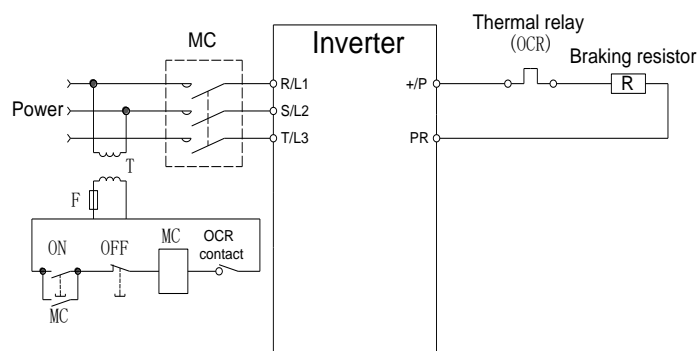 MC
Inverter
Thermal relay
(OCR)
Braking resistor
R/L1
+/P
R
Power
S/L2
T/L3
PR
T
F
ON
OFF
MC
OCR
contact
MC